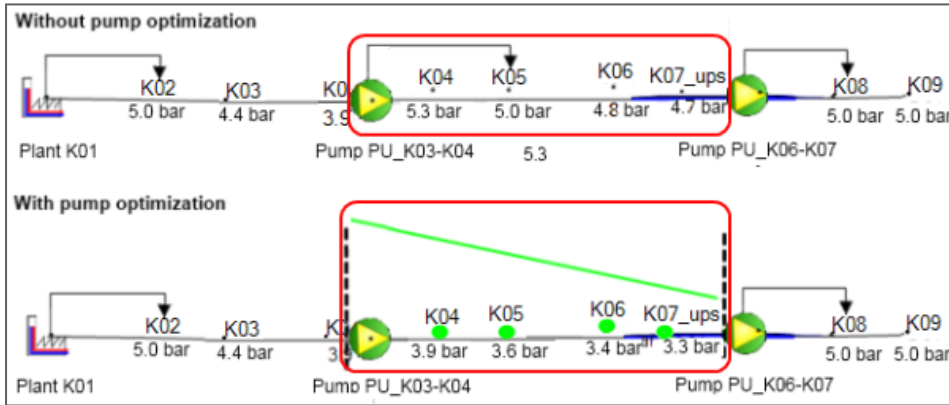 Without pump optimization
K02 K03 K0 K04 K05 K06 K07_ups K08 K09
5.0 bar 4.4 bar 3.9 5.3 bar 5.0 bar 4.8 bar 4.7 bar 5.0 bar 5.0 bar
Plant K01 Pump PU_K03-K04 5.3 Pump PU_K06-K07
With pump optimization
K02 K03 K04 K05 K06 K07_ups K08 K09
5.0 bar 4.4 bar 3.9 bar 3.6 bar 3.4 bar 3.3 bar 5.0 bar 5.0 bar
Plant K01 Pump PU_K03-K04 Pump PU_K06-K07